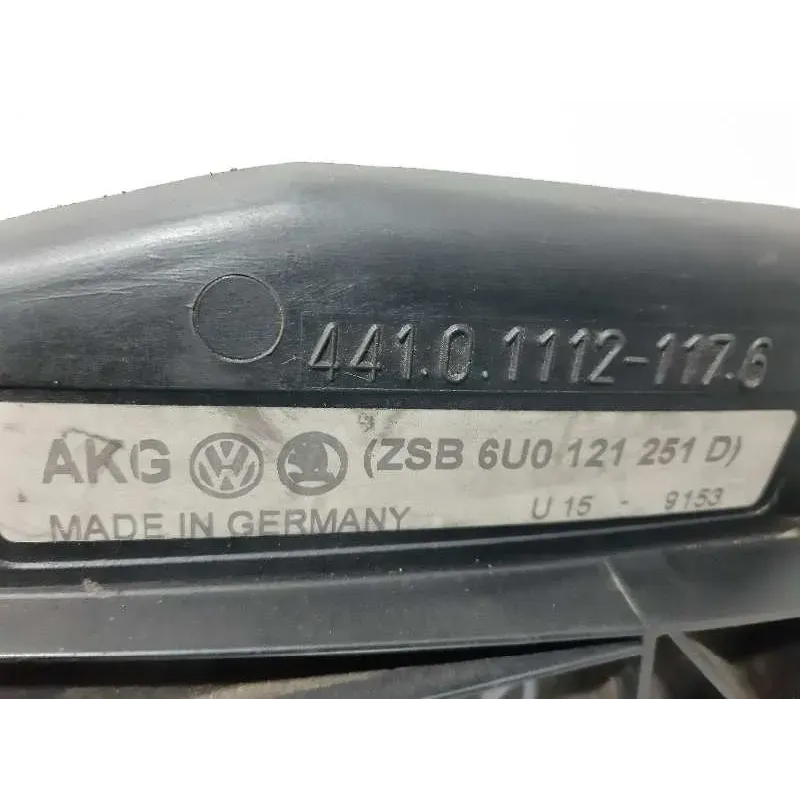 441.0.1112-117.6
AKG (ZSB 6U0 121 251 D)
MADE IN GERMANY U 15 - 9153